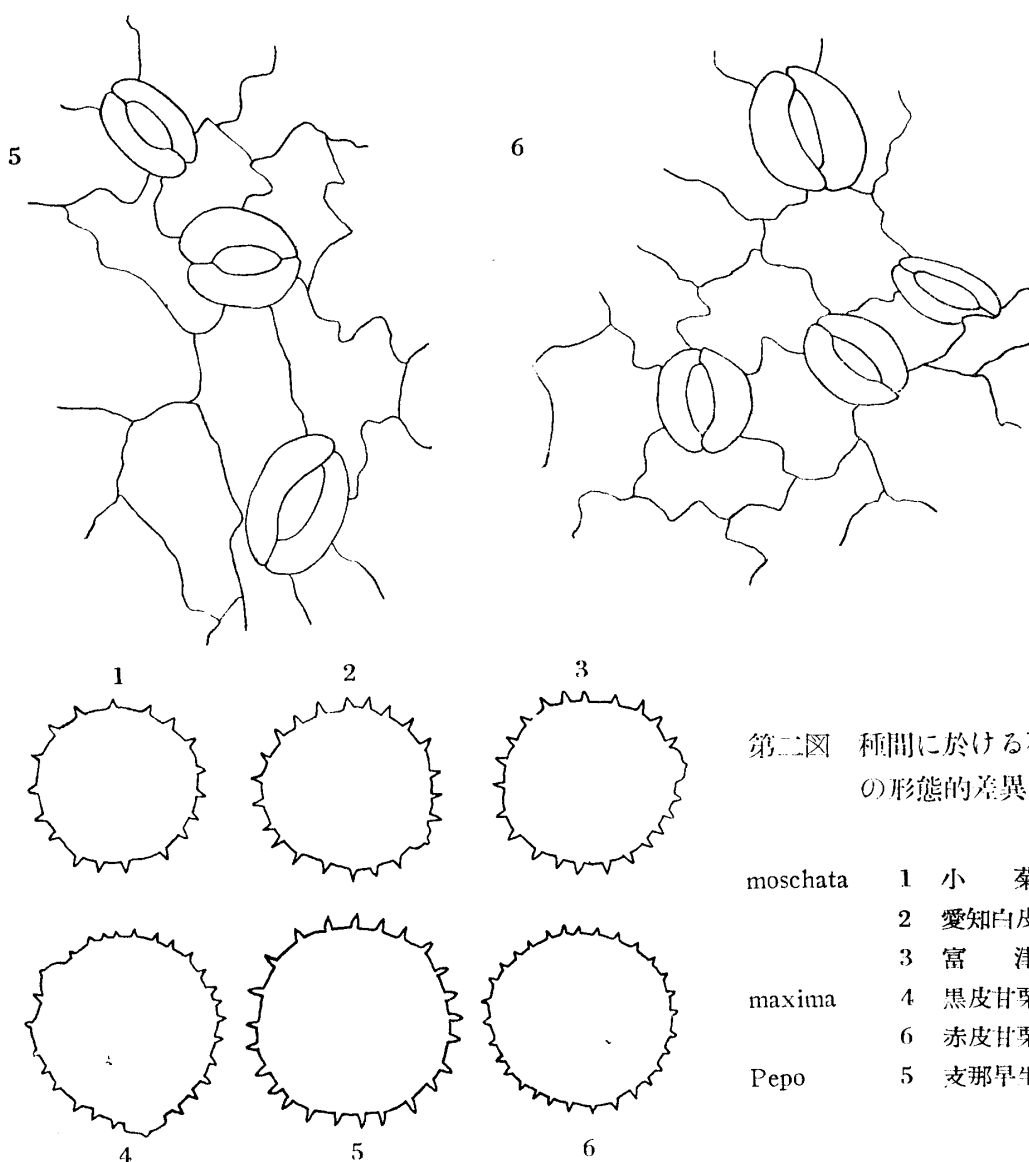 5
6
1
2
3
4
5
6
第二図 種間に於ける
の形態的差異
moschata 1 小 菊
2 愛知白皮
3 富 津
maxima 4 黒皮甘栗
6 赤皮甘栗
Pepo 5 支那早生